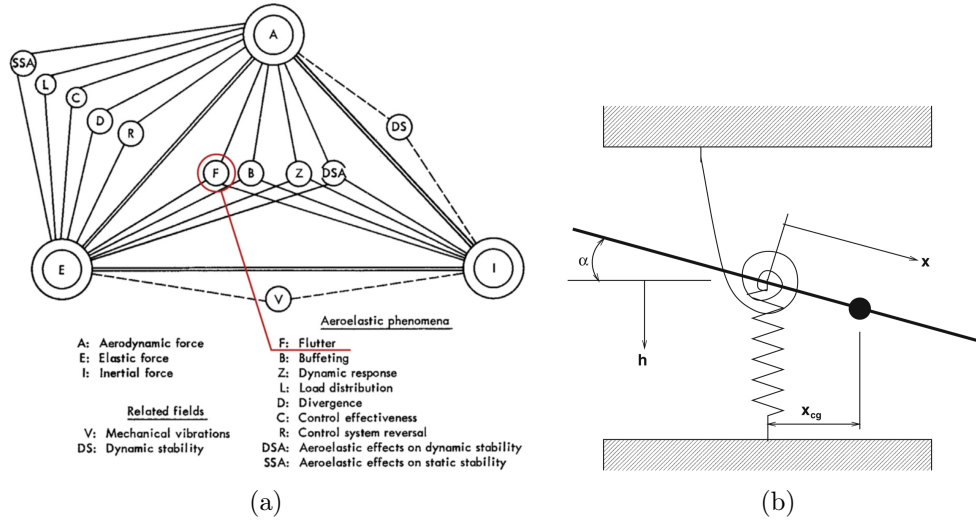 A
SSA
L
C
D
R
DS
F
B
Z
DSA
E
I
V
A: Aerodynamic force
E: Elastic force
I: Inertial force
Related fields
V: Mechanical vibrations
DS: Dynamic stability
Aeroelastic phenomena
F: Flutter
B: Buffeting
Z: Dynamic response
L: Load distribution
D: Divergence
C: Control effectiveness
R: Control system reversal
DSA: Aeroelastic effects on dynamic stability
SSA: Aeroelastic effects on static stability
(a)
α
x
h
xcg
(b)